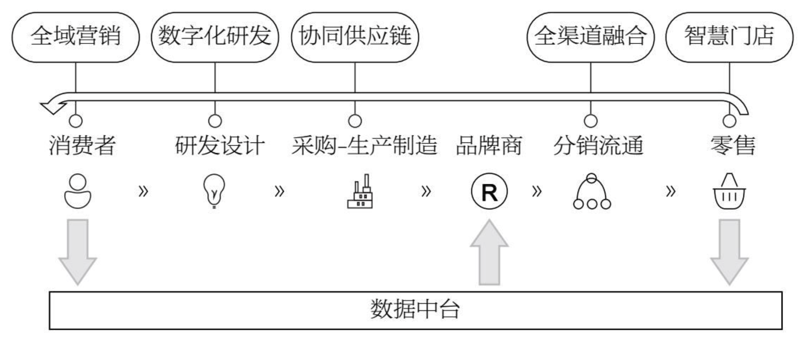 全域营销
数字化研发
协同供应链
全渠道融合
智慧门店
消费者
研发设计
采购-生产制造
品牌商
分销流通
零售
R
数据中台